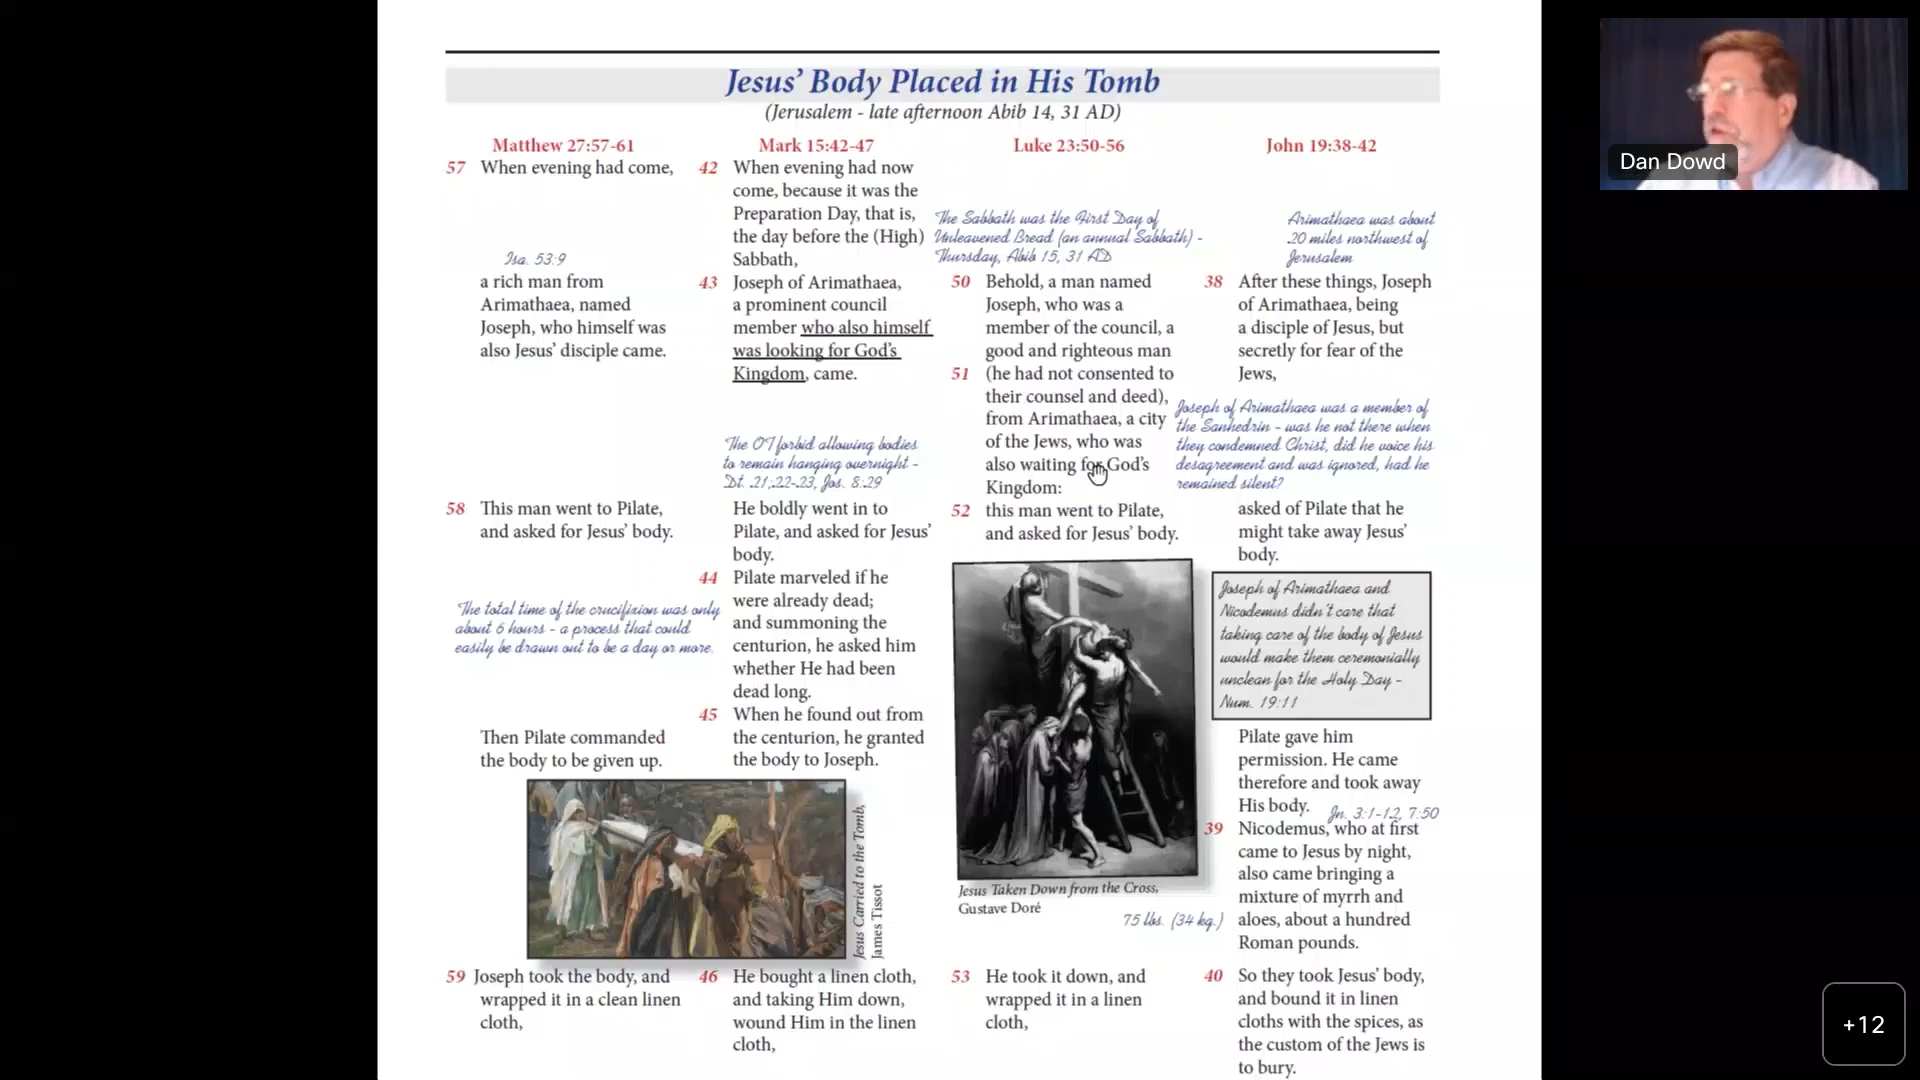 Jesus' Body Placed in His Tomb
(Jerusalem - late afternoon Abib 14, 31 AD)
Matthew 27:57-61
57 When evening had come,
Isa. 53:9
a rich man from
Arimathaea, named
Joseph, who himself was
also Jesus' disciple came.
58 This man went to Pilate,
and asked for Jesus' body.
The total time of the crucifixion was only
about 6 hours - a process that could
easily be drawn out to be a day or more.
Then Pilate commanded
the body to be given up.
Jesus Carried to the Tomb,
James Tissot
59 Joseph took the body, and
wrapped it in a clean linen
cloth,
Mark 15:42-47
42 When evening had now
come, because it was the
Preparation Day, that is,
the day before the (High)
Sabbath,
43 Joseph of Arimathaea,
a prominent council
member who also himself
was looking for God's
Kingdom, came.
The OT forbid allowing bodies
to remain hanging overnight -
Dt. 21:22-23, Jos. 8:29
He boldly went in to
Pilate, and asked for Jesus'
body.
44 Pilate marveled if he
were already dead;
and summoning the
centurion, he asked him
whether He had been
dead long.
45 When he found out from
the centurion, he granted
the body to Joseph.
46 He bought a linen cloth,
and taking Him down,
wound Him in the linen
cloth,
Luke 23:50-56
The Sabbath was the First Day of
Unleavened Bread (an annual Sabbath) -
Thursday, Abib 15, 31 AD
50 Behold, a man named
Joseph, who was a
member of the council, a
good and righteous man
51 (he had not consented to
their counsel and deed),
from Arimathaea, a city
of the Jews, who was
also waiting for God's
Kingdom:
52 this man went to Pilate,
and asked for Jesus' body.
Jesus Taken Down from the Cross,
Gustave Doré
53 He took it down, and
wrapped it in a linen
cloth,
John 19:38-42
Arimathaea was about
20 miles northwest of
Jerusalem
38 After these things, Joseph
of Arimathaea, being
a disciple of Jesus, but
secretly for fear of the
Jews,
Joseph of Arimathaea was a member of
the Sanhedrin - was he not there when
they condemned Christ, did he voice his
desagreement and was ignored, had he
remained silent?
asked of Pilate that he
might take away Jesus'
body.
Joseph of Arimathaea and
Nicodemus didn't care that
taking care of the body of Jesus
would make them ceremonially
unclean for the Holy Day -
Num. 19:11
Pilate gave him
permission. He came
therefore and took away
His body.
Jn. 3:1-12, 7:50
39 Nicodemus, who at first
came to Jesus by night,
also came bringing a
mixture of myrrh and
aloes, about a hundred
Roman pounds.
75 lbs. (34 kg.)
40 So they took Jesus' body,
and bound it in linen
cloths with the spices, as
the custom of the Jews is
to bury.
Dan Dowd
+12